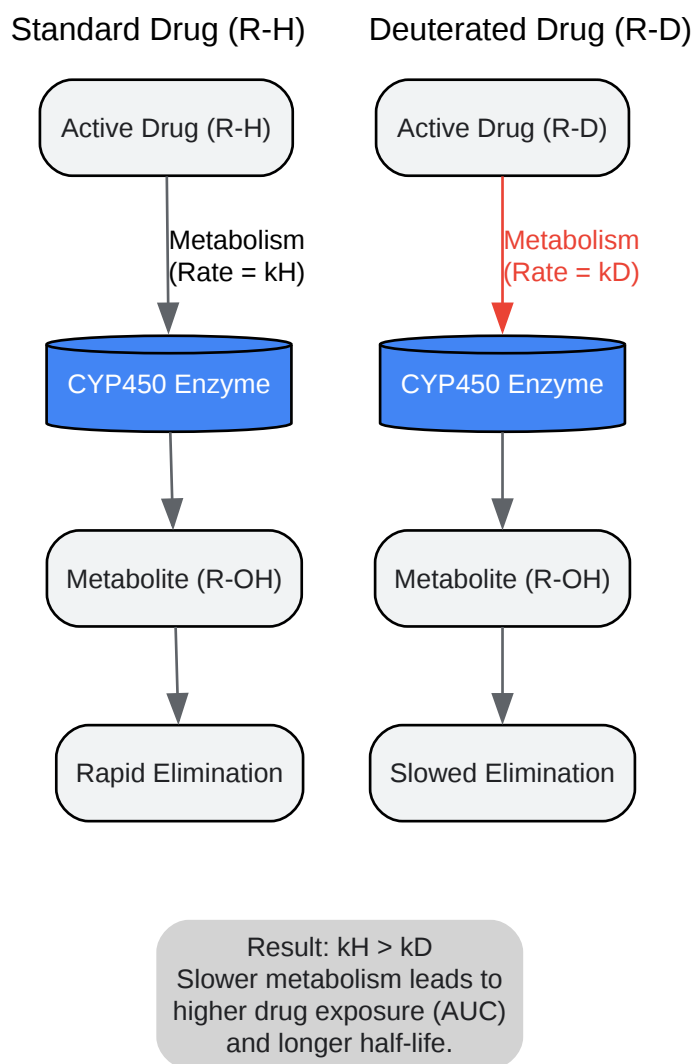 Standard Drug (R-H)
Deuterated Drug (R-D)
Active Drug (R-H)
Active Drug (R-D)
Metabolism
(Rate = kH)
Metabolism
(Rate = kD)
CYP450 Enzyme
CYP450 Enzyme
Metabolite (R-OH)
Metabolite (R-OH)
Rapid Elimination
Slowed Elimination
Result: kH > kD
Slower metabolism leads to
higher drug exposure (AUC)
and longer half-life.